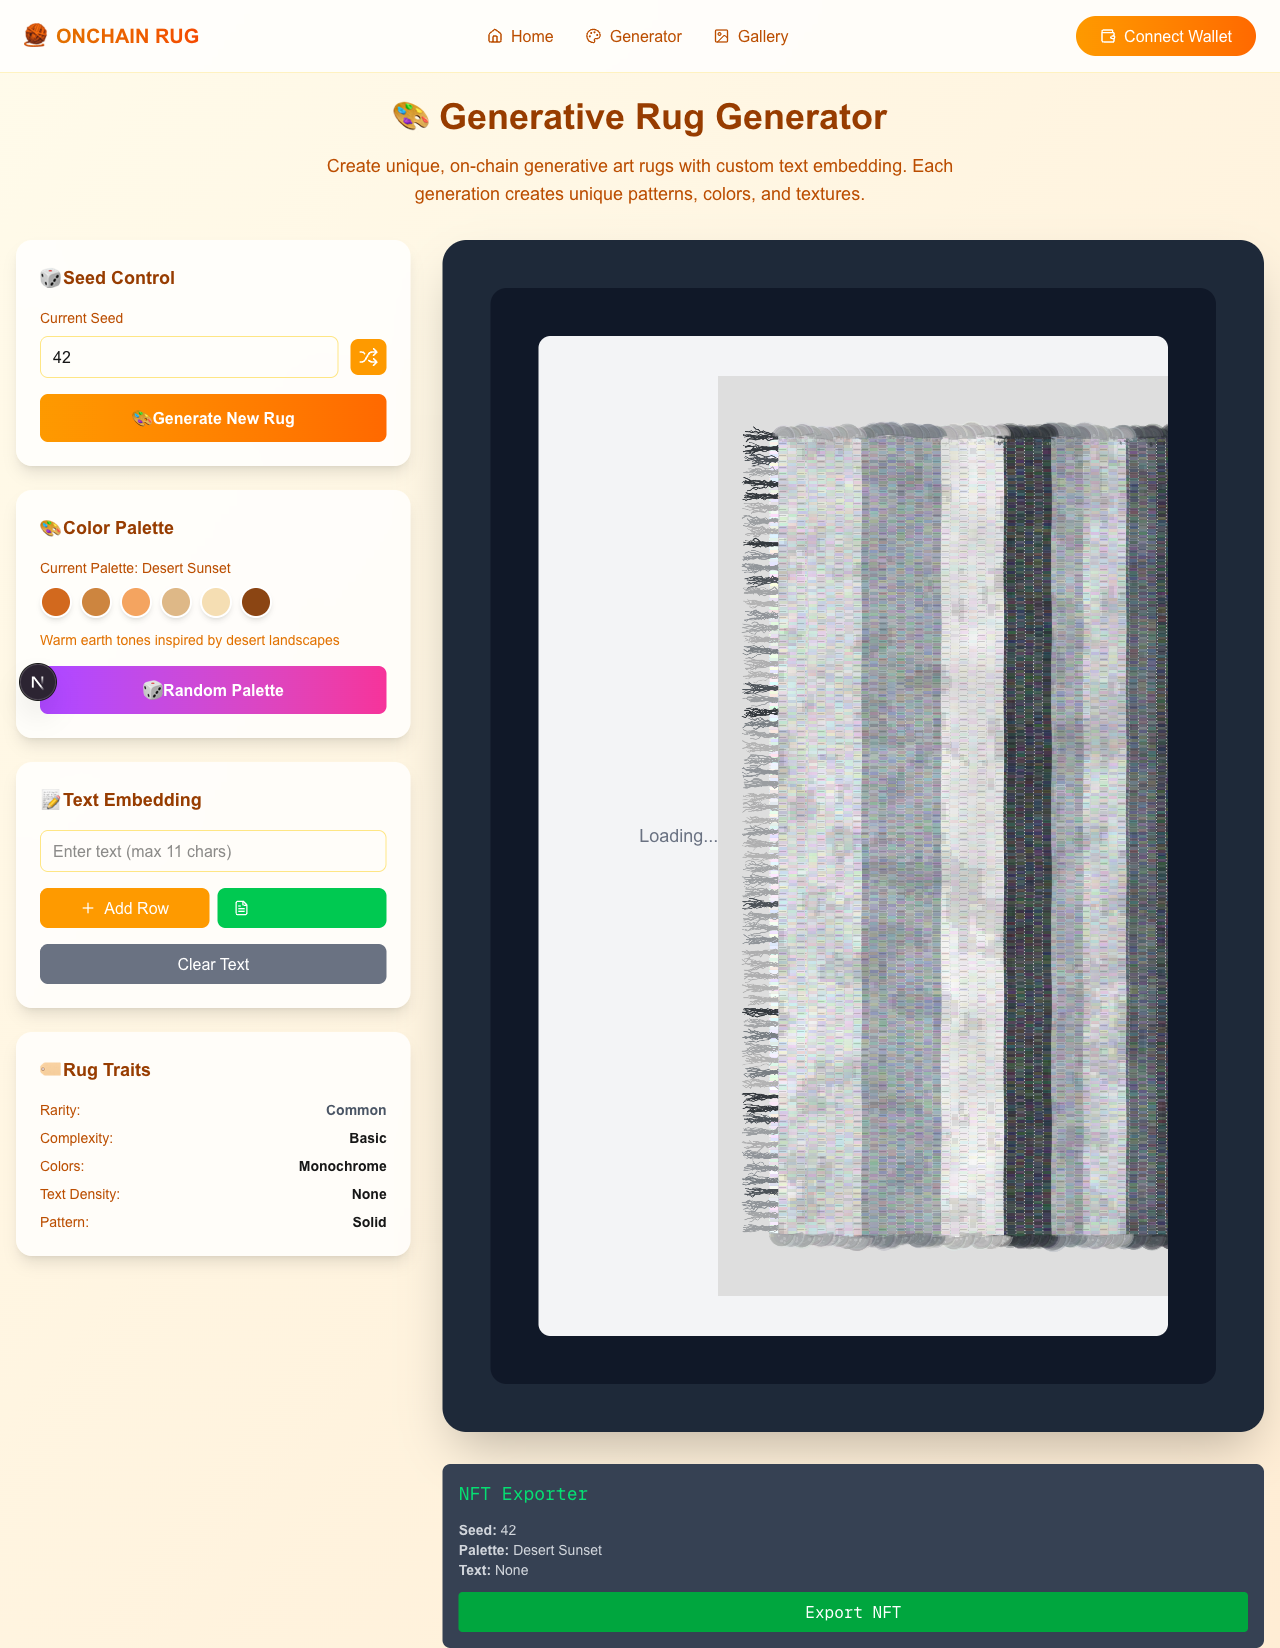 ONCHAIN RUG
Home
Generator
Gallery
Connect Wallet
Generative Rug Generator
Create unique, on-chain generative art rugs with custom text embedding. Each
generation creates unique patterns, colors, and textures.
Seed Control
Current Seed
42
Generate New Rug
Color Palette
Current Palette: Desert Sunset
Warm earth tones inspired by desert landscapes
N
Random Palette
Text Embedding
Enter text (max 11 chars)
Add Row
Clear Text
Rug Traits
Rarity: Common
Complexity: Basic
Colors: Monochrome
Text Density: None
Pattern: Solid
Loading...
NFT Exporter
Seed: 42
Palette: Desert Sunset
Text: None
Export NFT